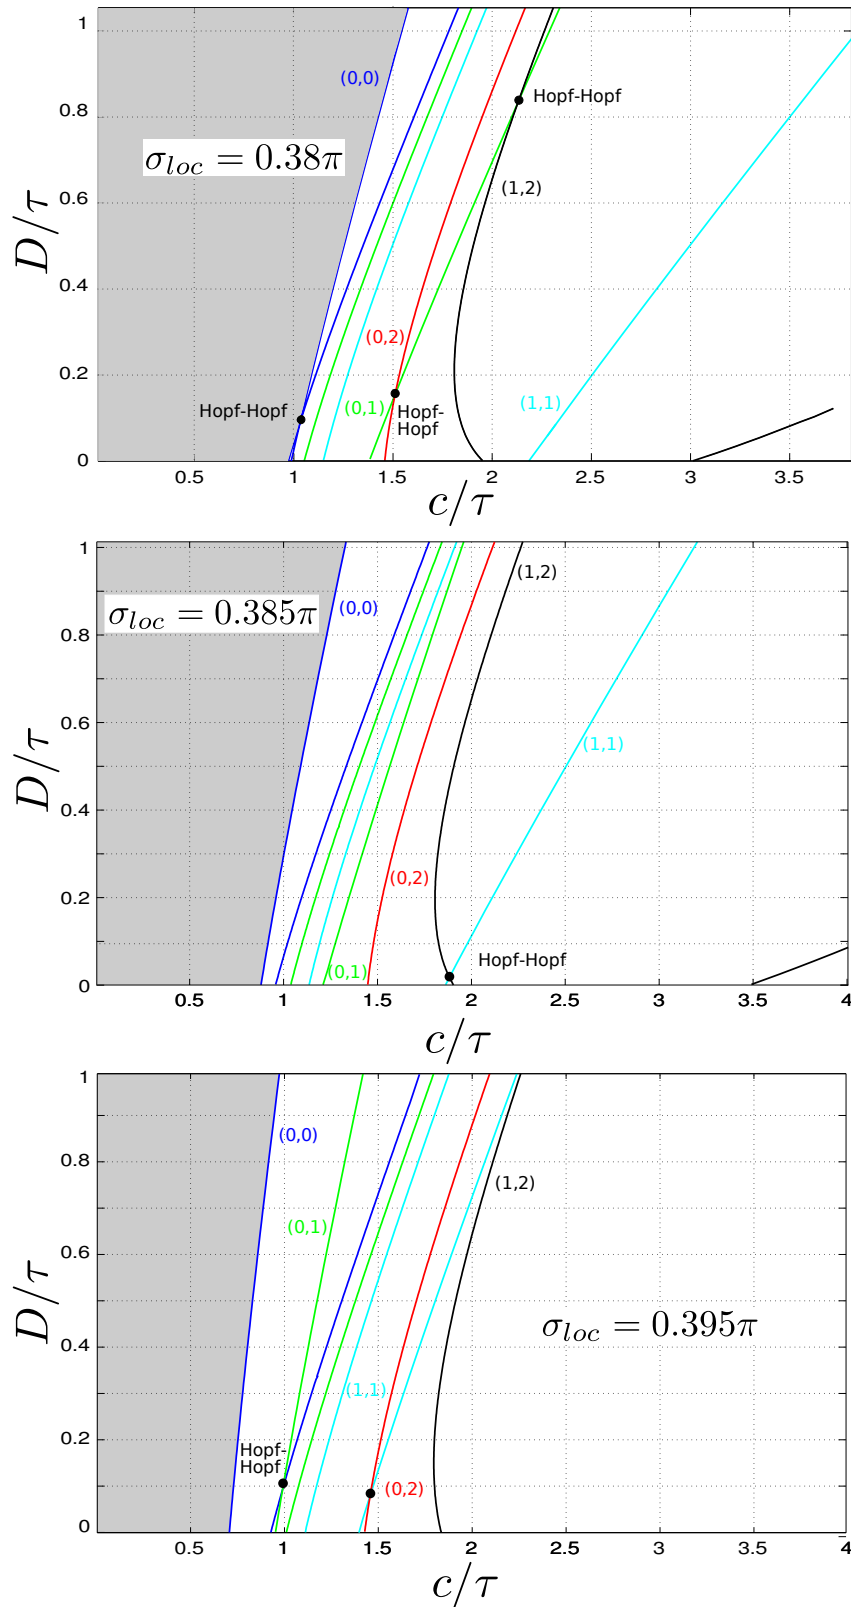 1
(0,0)
Hopf-Hopf
0.8
σ_loc = 0.38π
(1,2)
0.6
D/τ
0.4
(0,2)
0.2
(1,1)
Hopf-Hopf
(0,1)
Hopf-
Hopf
0
0.5 1 1.5 2 2.5 3 3.5
c/τ
1
(1,2)
σ_loc = 0.385π
(0,0)
0.8
D/τ
0.6
(1,1)
0.4
(0,2)
0.2
Hopf-Hopf
(0,1)
0
0.5 1 1.5 2 2.5 3 3.5 4
c/τ
1
(0,0)
0.8
(1,2)
(0,1)
0.6
D/τ
σ_loc = 0.395π
0.4
(1,1)
0.2
Hopf-
Hopf
(0,2)
0
0.5 1 1.5 2 2.5 3 3.5 4
c/τ